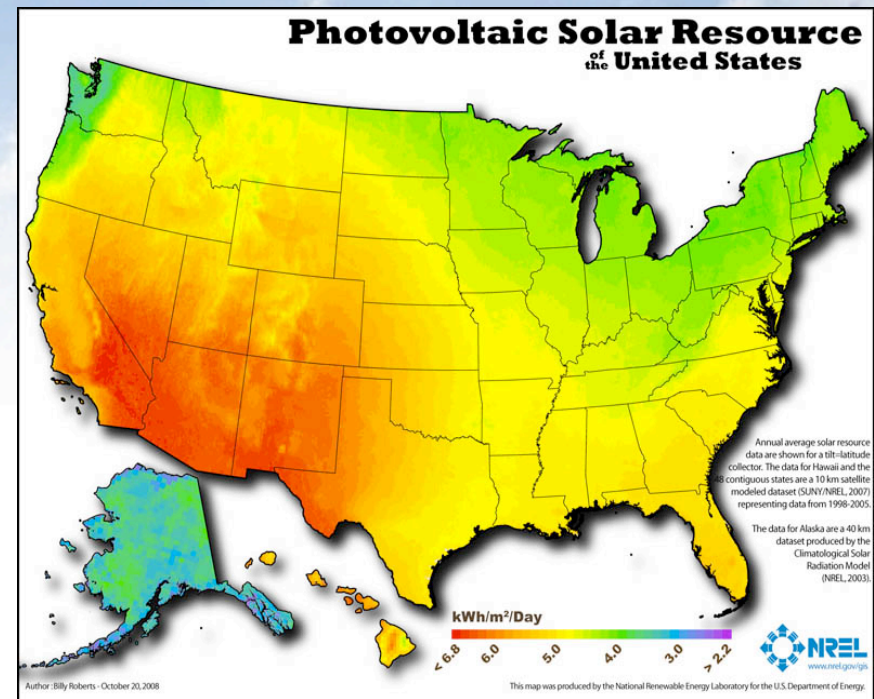 Photovoltaic Solar Resource
of the United States
Annual average solar resource
data are shown for a tilt=latitude
collector. The data for Hawaii and the
48 contiguous states are a 10 km satellite
modeled dataset (SUNY/NREL, 2007)
representing data from 1998-2005.
The data for Alaska are a 40 km
dataset produced by the
Climatological Solar
Radiation Model
(NREL, 2003).
kWh/m²/Day
< 6.8 6.0 5.0 4.0 3.0 > 2.2
NREL
www.nrel.gov/gis
Author: Billy Roberts - October 20, 2008
This map was produced by the National Renewable Energy Laboratory for the U.S. Department of Energy.